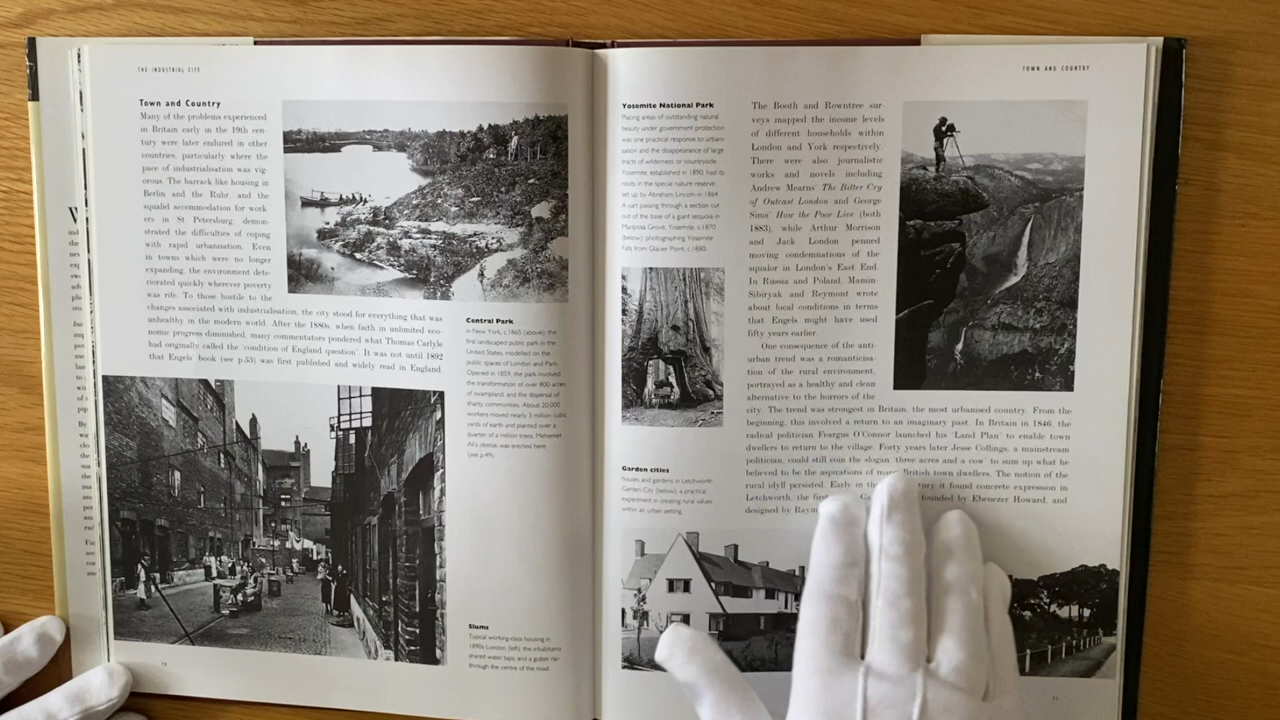 THE INDUSTRIAL CITY
Town and Country
Many of the problems experienced
in Britain early in the 19th cen-
tury were later endured in other
countries, particularly where the
pace of industrialisation was vig-
orous. The barrack like housing in
Berlin and the Ruhr, and the
squalid accommodation for work-
ers in St. Petersburg, demon-
strated the difficulties of coping
with rapid urbanisation. Even
in towns which were no longer
expanding, the environment dete
riorated quickly wherever poverty
was rife. To those hostile to the
changes associated with industrialisation, the city stood for everything that was
unhealthy in the modern world. After the 1880s, when faith in unlimited eco-
nomic progress diminished, many commentators pondered what Thomas Carlyle
had originally called the 'condition of England question'. It was not until 1892
that Engels' book (see p.53) was first published and widely read in England.
Central Park
in New York, c.1865 (above); the
first landscaped public park in the
United States, modelled on the
public spaces of London and Paris.
Opened in 1859, the park involved
the transformation of over 800 acres
of swampland, and the dispersal of
shanty communities. About 20,000
workers moved nearly 3 million cubic
yards of earth and planted over a
quarter of a million trees. Mehemet
Ali's obelisk was erected here
(see p.49).
Slums
Typical working-class housing in
1890s London (left); the inhabitants
shared water taps, and a gutter ran
through the centre of the road.
TOWN AND COUNTRY
Yosemite National Park
Placing areas of outstanding natural
beauty under government protection
was one practical response to urbani-
sation and the disappearance of large
tracts of wilderness or countryside.
Yosemite, established in 1890, had its
roots in the special nature reserve
set up by Abraham Lincoln in 1864.
A cart passing through a section cut
out of the base of a giant sequoia in
Mariposa Grove, Yosemite, c.1870
(below); photographing Yosemite
Falls from Glacier Point, c.1880.
Garden cities
houses and gardens in Letchworth
Garden City (below), a practical
experiment in creating rural values
within an urban setting.
The Booth and Rowntree sur-
veys mapped the income levels
of different households within
London and York respectively.
There were also journalistic
works and novels including
Andrew Mearns' The Bitter Cry
of Outcast London and George
Sims' How the Poor Live (both
1883), while Arthur Morrison
and Jack London penned
moving condemnations of the
squalor in London's East End.
In Russia and Poland, Mamin-
Sibiryak and Reymont wrote
about local conditions in terms
that Engels might have used
fifty years earlier.
One consequence of the anti-
urban trend was a romanticisa-
tion of the rural environment,
portrayed as a healthy and clean
alternative to the horrors of the
city. The trend was strongest in Britain, the most urbanised country. From the
beginning, this involved a return to an imaginary past. In Britain in 1846, the
radical politician Feargus O'Connor launched his 'Land Plan' to enable town
dwellers to return to the village. Forty years later Jesse Collings, a mainstream
politician, could still coin the slogan 'three acres and a cow' to sum up what he
believed to be the aspirations of many British town dwellers. The notion of the
rural idyll persisted. Early in the found concrete expression in
Letchworth, the first founded by Ebenezer Howard, and
designed by